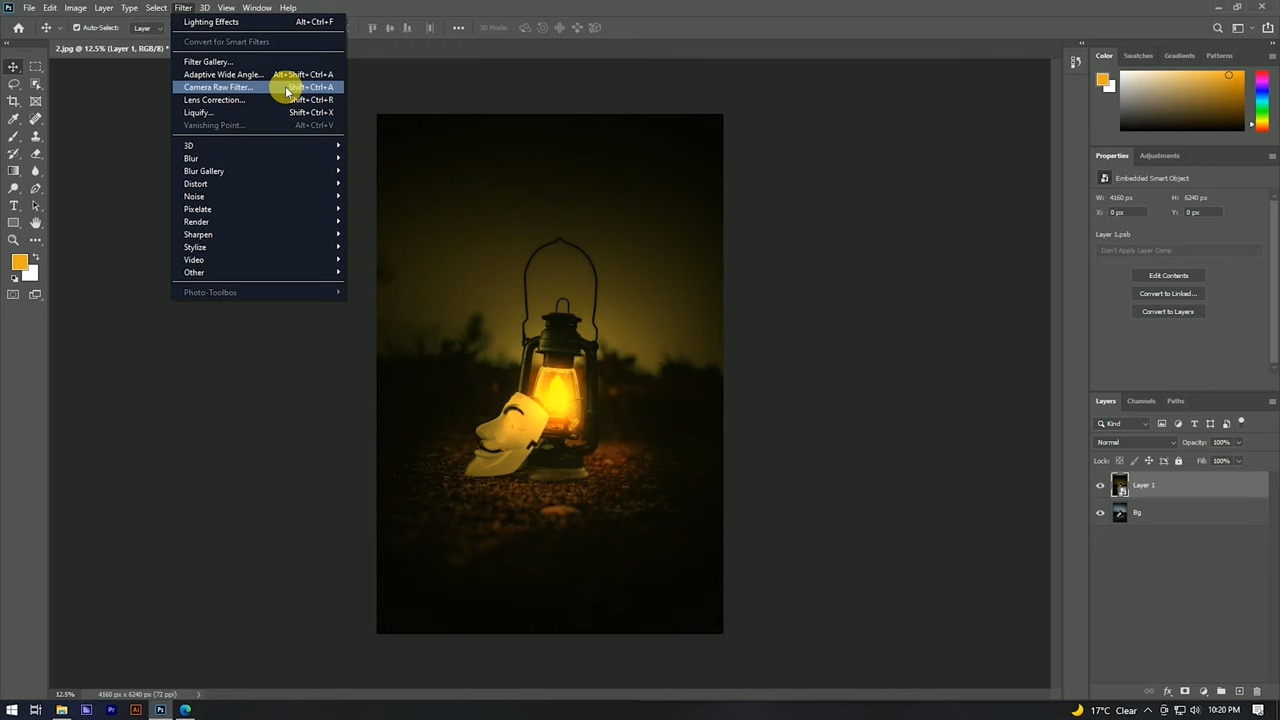 File Edit Image Layer Type Select Filter 3D View Window Help
Auto-Select: Layer
3D Mode:
2.jpg @ 12.5% (Layer 1, RGB/8) *
Lighting Effects Alt+Ctrl+F
Convert for Smart Filters
Filter Gallery...
Adaptive Wide Angle... Alt+Shift+Ctrl+A
Camera Raw Filter... Shift+Ctrl+A
Lens Correction... Shift+Ctrl+R
Liquify... Shift+Ctrl+X
Vanishing Point... Alt+Ctrl+V
3D
Blur
Blur Gallery
Distort
Noise
Pixelate
Render
Sharpen
Stylize
Video
Other
Photo-Toolbox
Color Swatches Gradients Patterns
Properties Adjustments
Embedded Smart Object
W: 4160 px H: 6240 px
X: 0 px Y: 0 px
Layer 1.psb
Don't Apply Layer Comp
Edit Contents
Convert to Linked...
Convert to Layers
Layers Channels Paths
Kind
Normal Opacity: 100%
Lock: Fill: 100%
Layer 1
Bg
12.5% 4160 px x 6240 px (72 ppi)
17°C Clear 10:20 PM